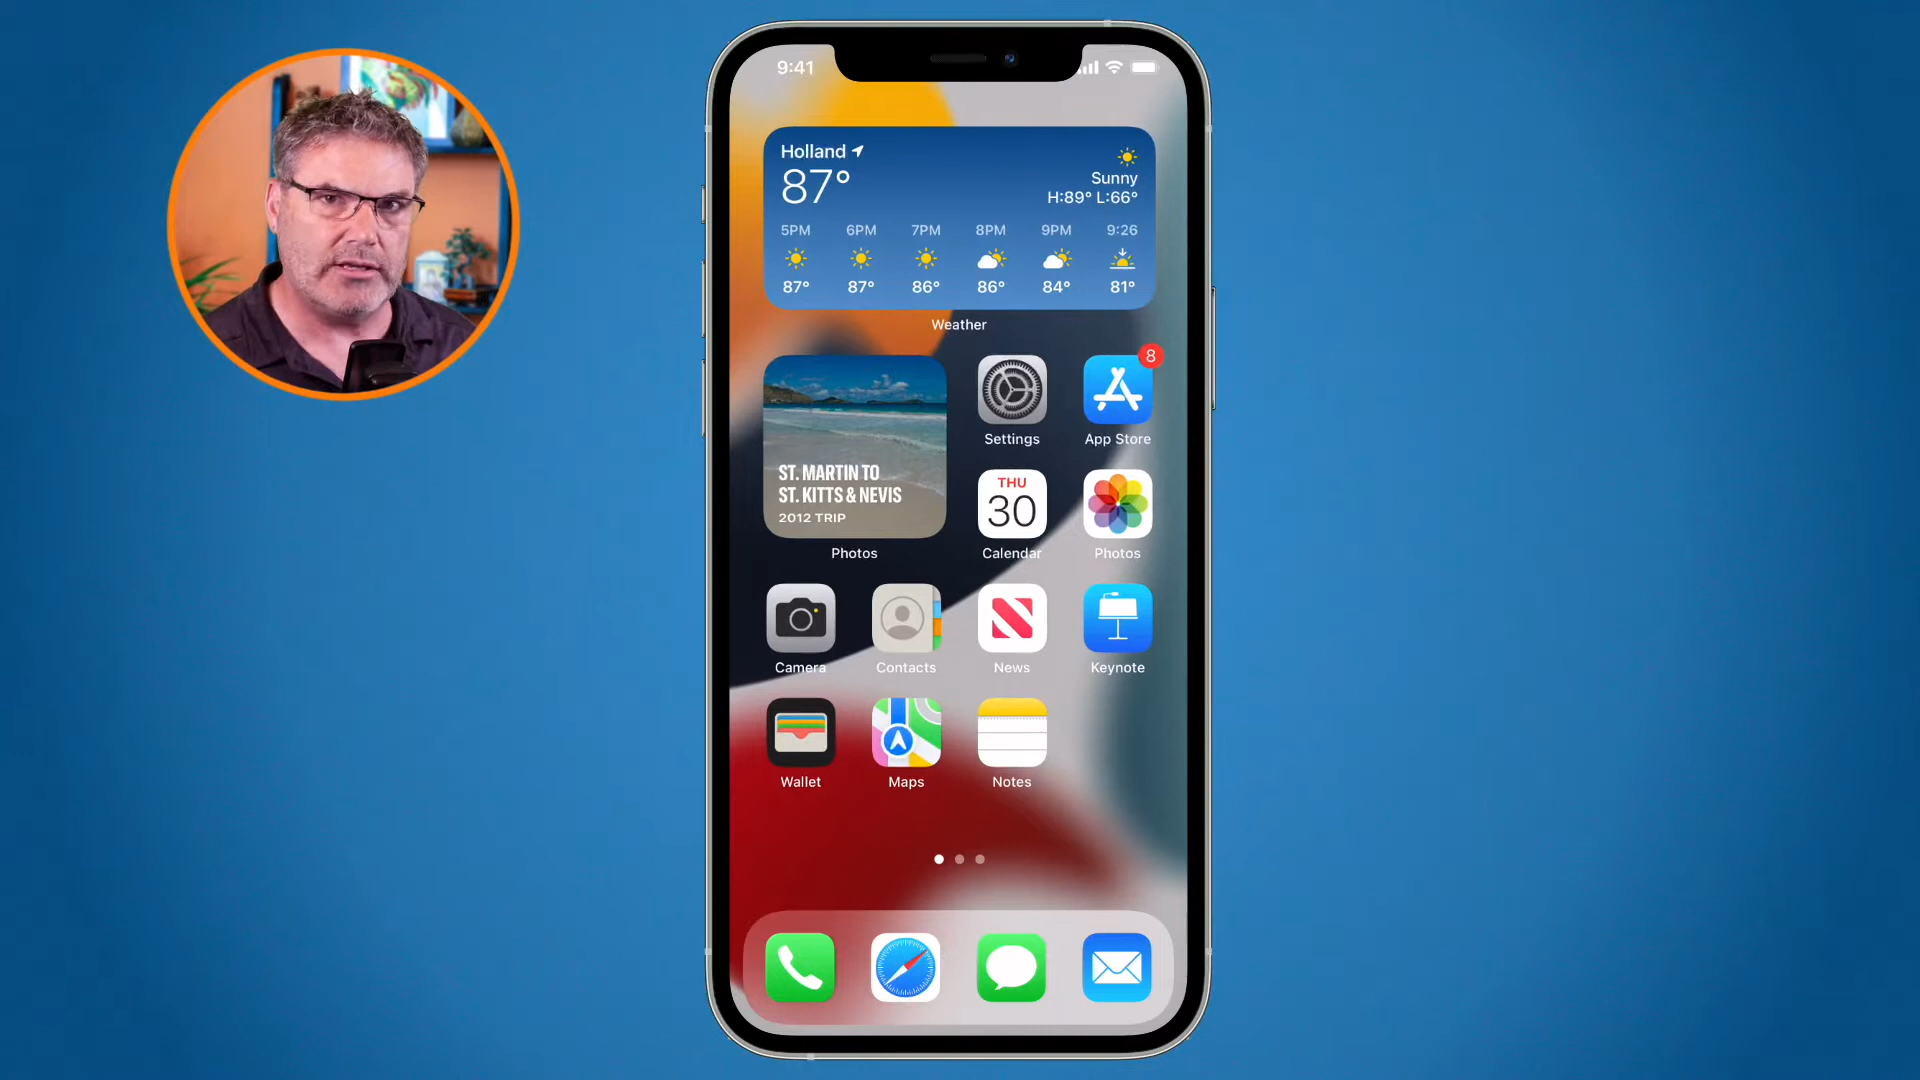 9:41
Holland
87°
Sunny
H:89° L:66°
5PM 6PM 7PM 8PM 9PM 9:26
87° 87° 86° 86° 84° 81°
Weather
8
ST. MARTIN TO
ST. KITTS & NEVIS
2012 TRIP
Photos
Settings
App Store
THU
30
Calendar
Photos
Camera
Contacts
News
Keynote
Wallet
Maps
Notes